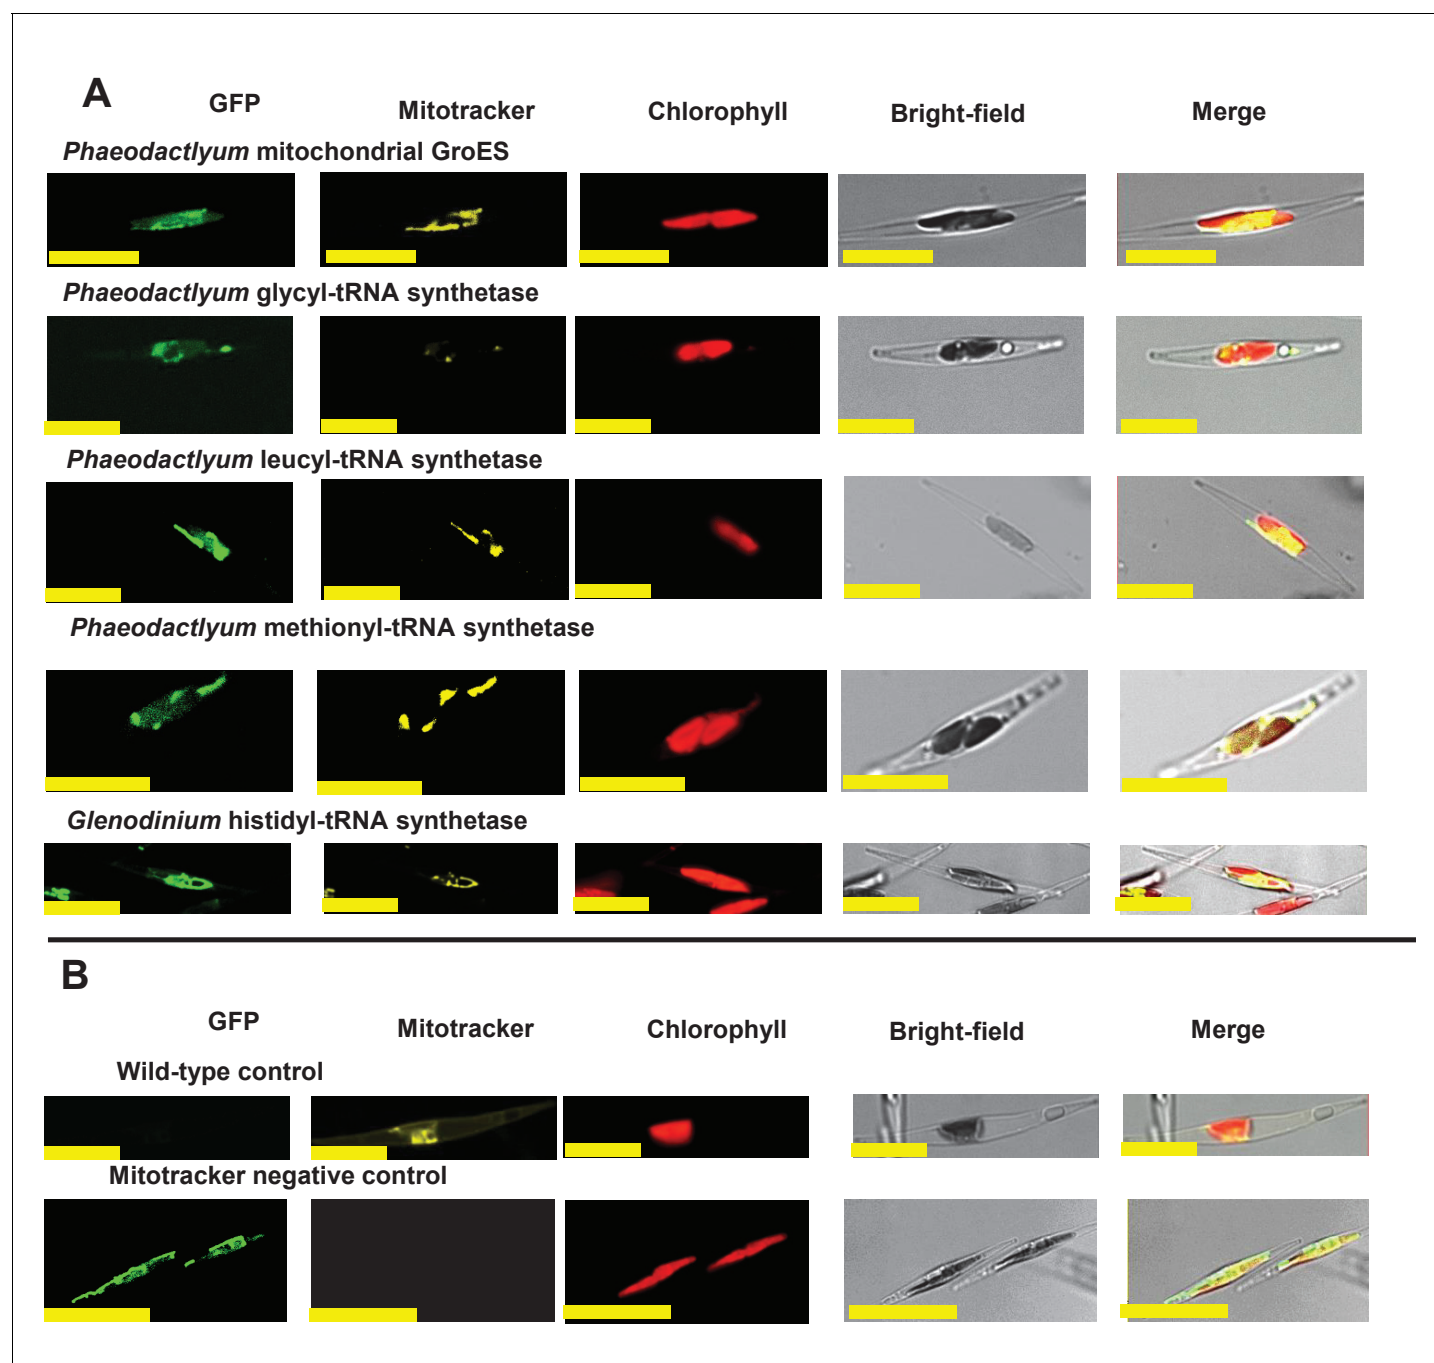 A
GFP Mitotracker Chlorophyll Bright-field Merge
Phaeodactlyum mitochondrial GroES
Phaeodactlyum glycyl-tRNA synthetase
Phaeodactlyum leucyl-tRNA synthetase
Phaeodactlyum methionyl-tRNA synthetase
Glenodinium histidyl-tRNA synthetase
B
GFP Mitotracker Chlorophyll Bright-field Merge
Wild-type control
Mitotracker negative control